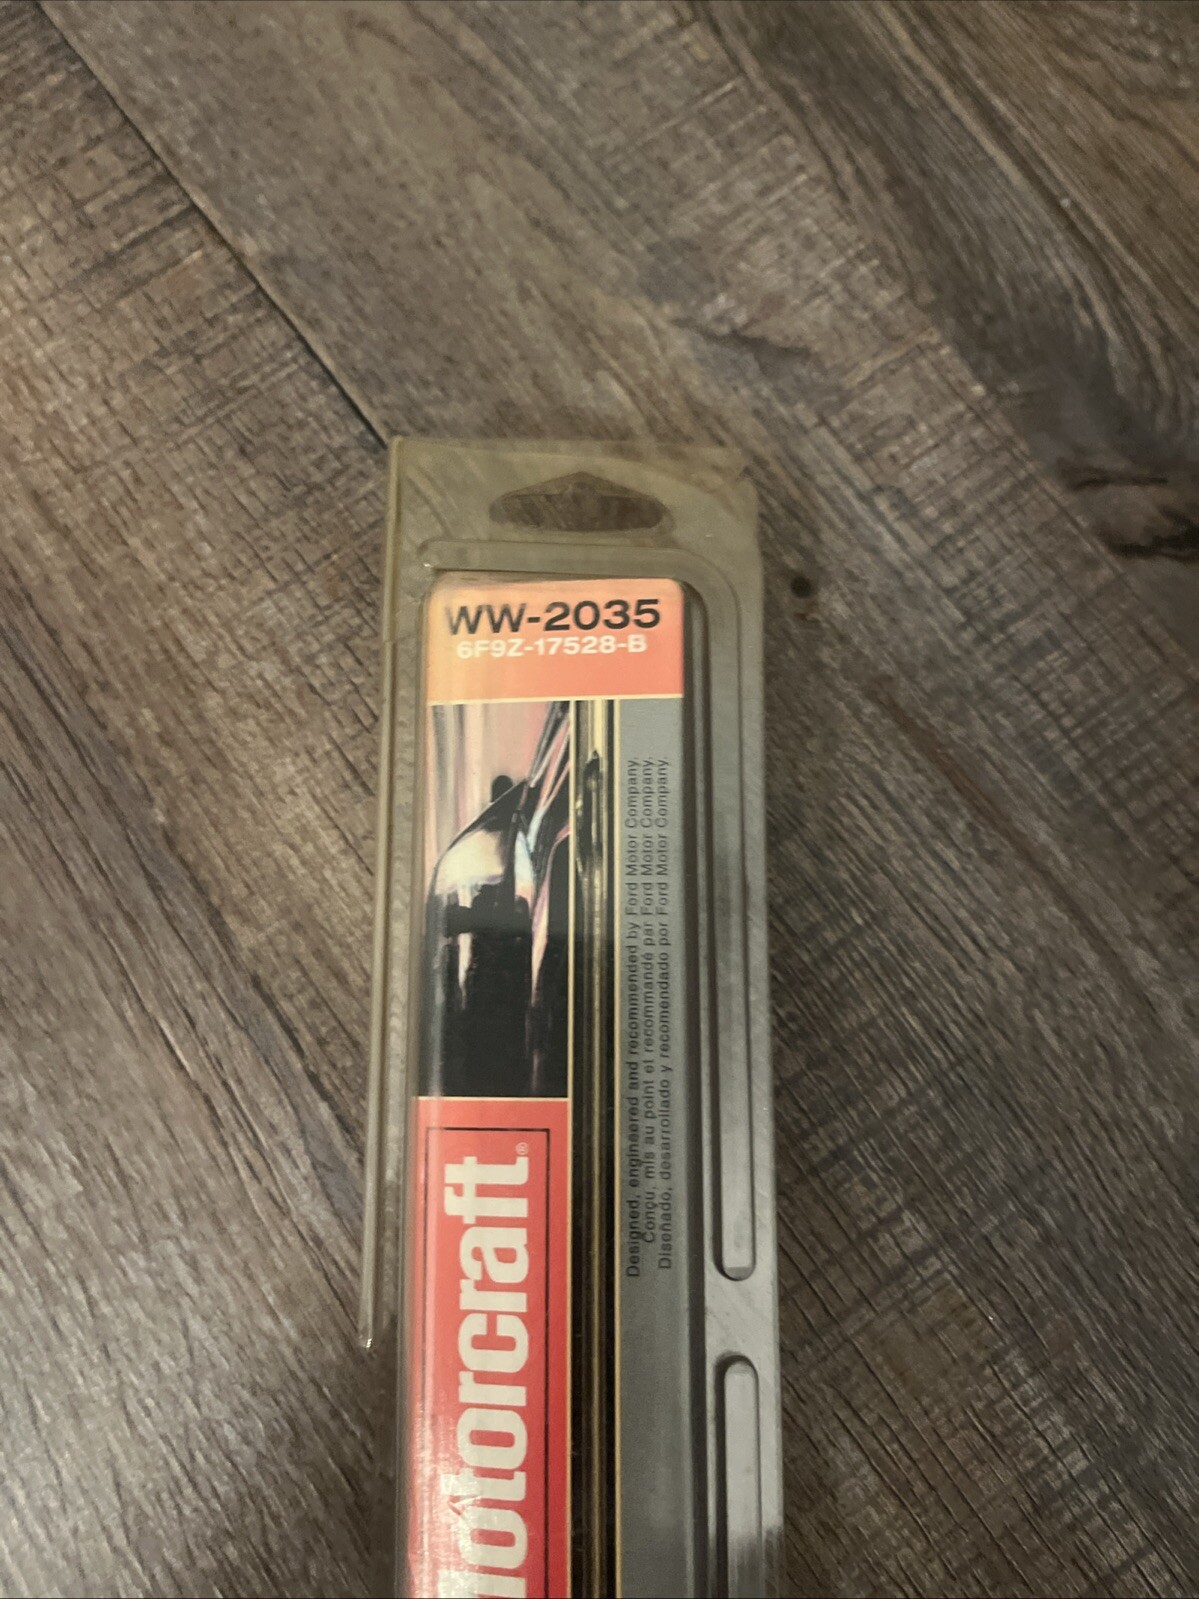 WW-2035
6F9Z-17528-B
Designed, engineered and recommended by Ford Motor Company.
Conçu, mis au point et recommandé par Ford Motor Company.
Diseñado, desarrollado y recomendado por Ford Motor Company.
motorcraft®